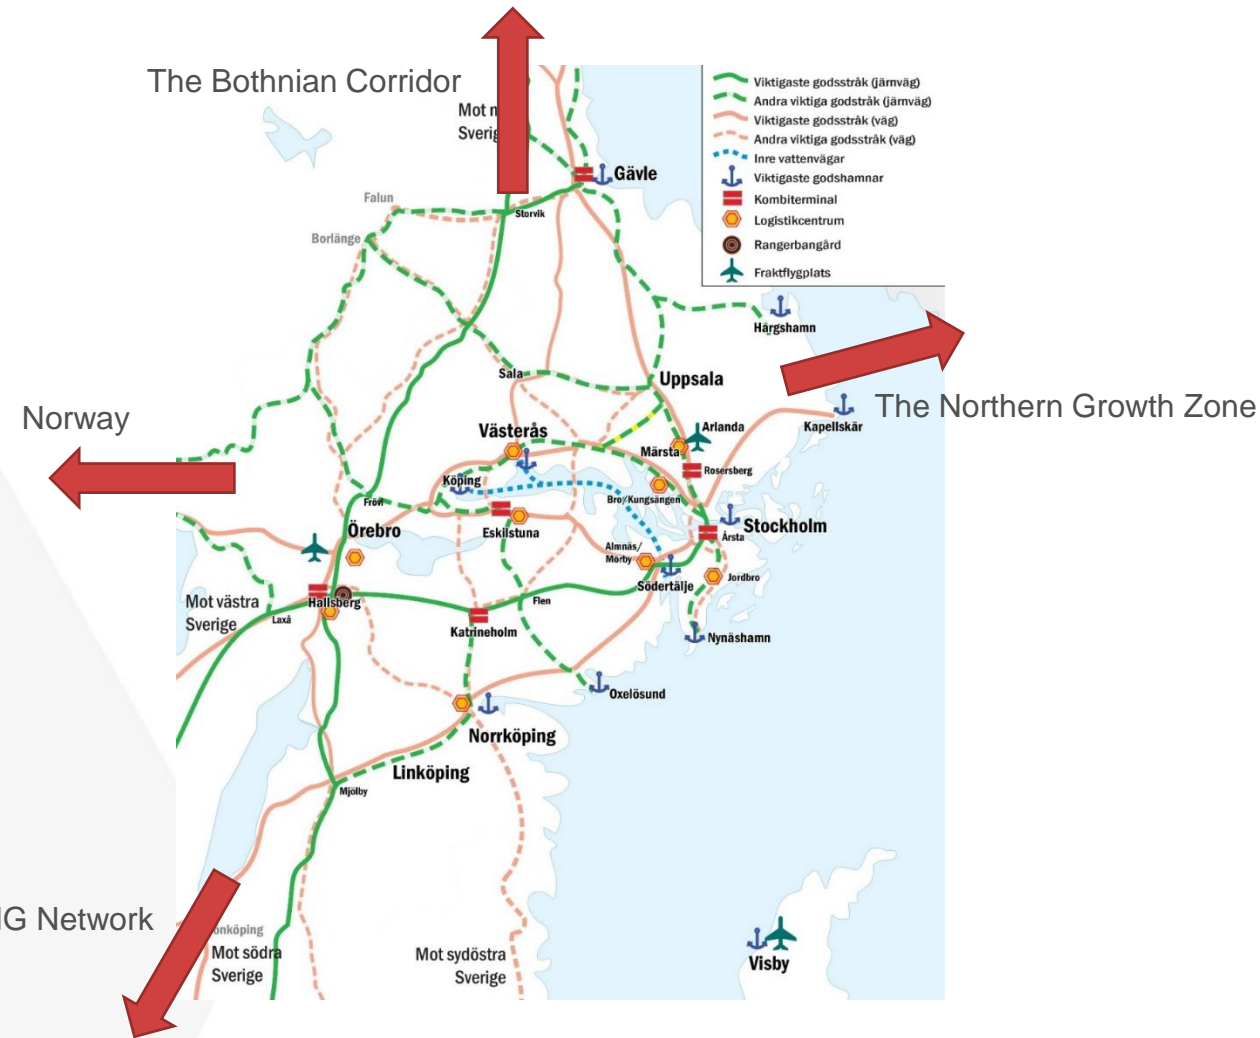 The Bothnian Corridor
Mot
Viktigaste godsstråk (järnväg)
Andra viktiga godstråk (järnväg)
Viktigaste godsstråk (väg)
Andra viktiga godsstråk (väg)
Inre vattenvägar
Viktigaste godshamnar
Kombiterminal
Logistikcentrum
Rangerbangård
Fraktflygplats
Gävle
Falun
Storvik
Borlänge
Hargshamn
Sala
Uppsala
Norway
The Northern Growth Zone
Kapellskär
Arlanda
Västerås
Märsta
Rosersberg
Köping
Bro/Kungsängen
Frövi
Örebro
Eskilstuna
Stockholm
Årsta
Almnäs/
Mörby
Södertälje
Jordbro
Mot västra
Sverige
Hallsberg
Laxå
Flen
Katrineholm
Nynäshamn
Oxelösund
Norrköping
Linköping
Mjölby
Network
Mot södra
Sverige
Mot sydöstra
Sverige
Visby